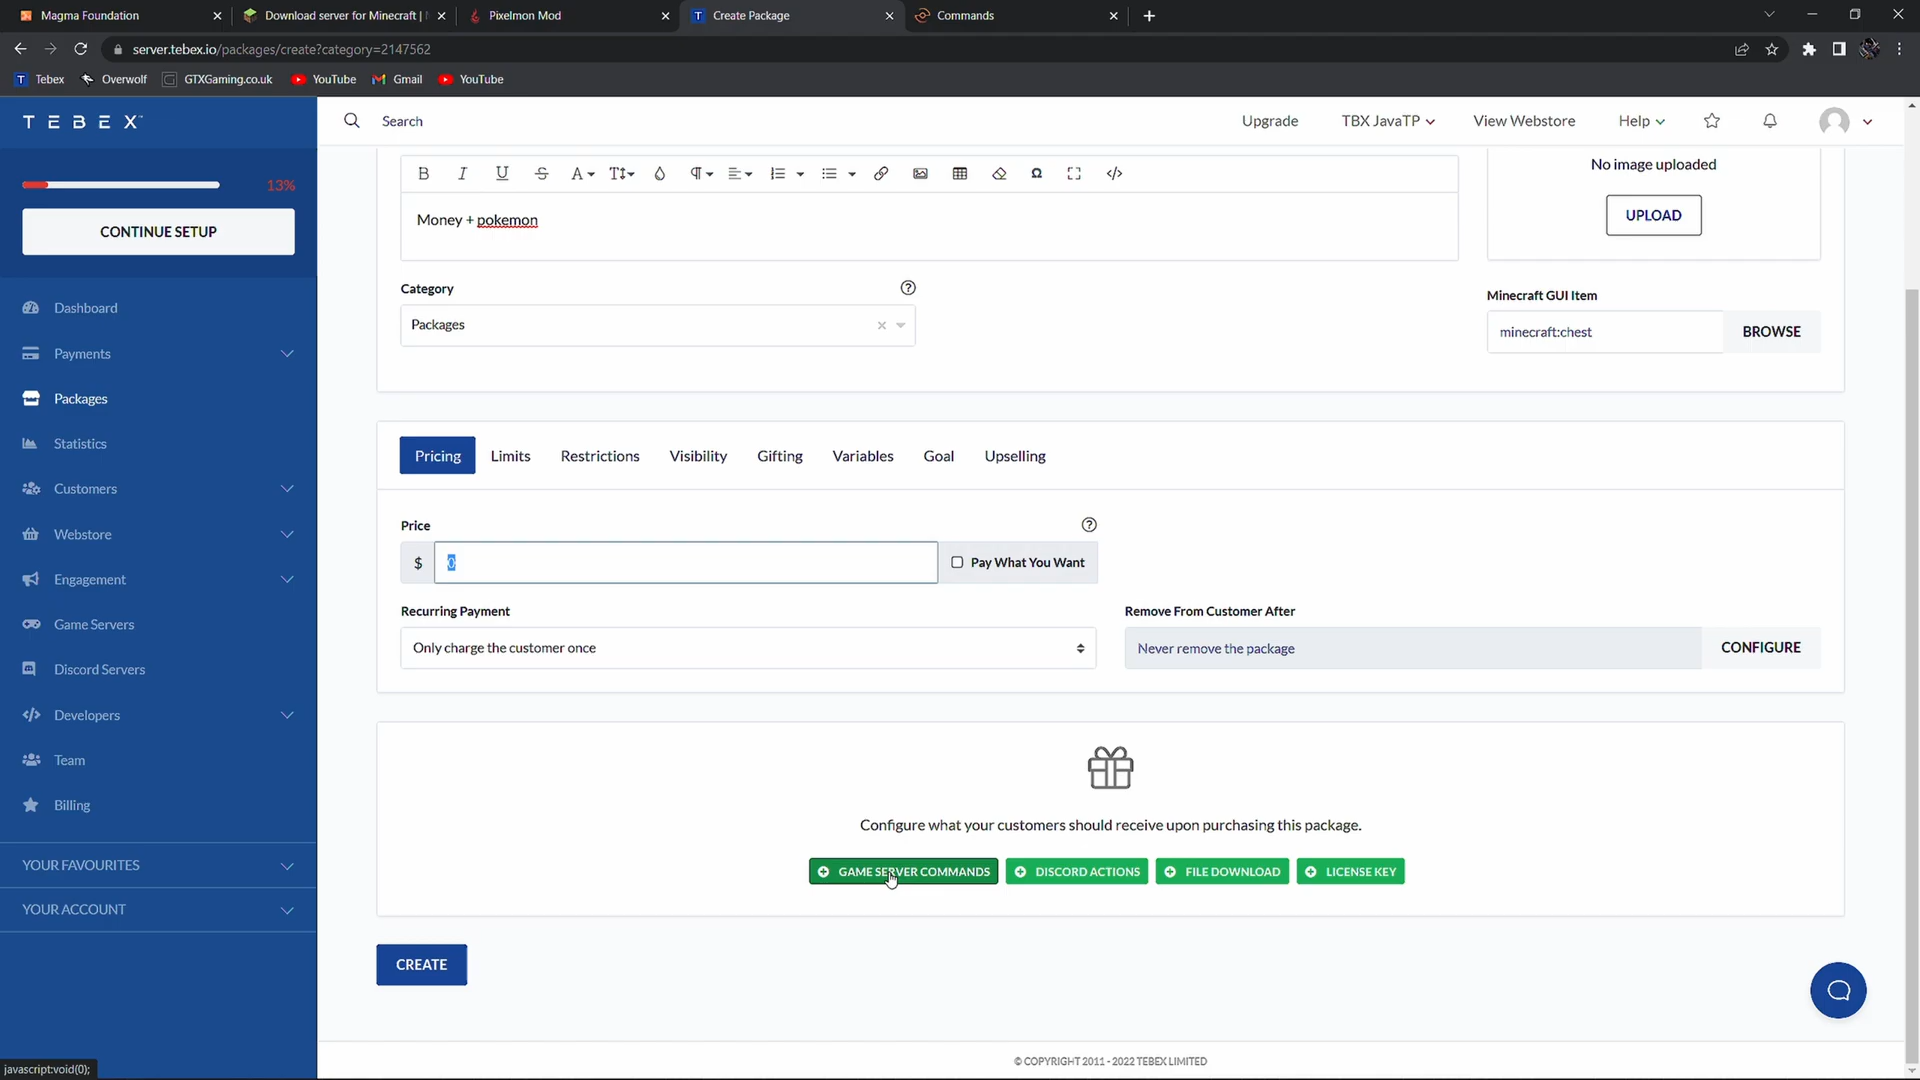 Magma Foundation
Download server for Minecraft |
Pixelmon Mod
Create Package
Commands
server.tebex.io/packages/create?category=2147562
Tebex
Overwolf
GTXGaming.co.uk
YouTube
Gmail
YouTube
TEBEX
Search
Upgrade
TBX JavaTP
View Webstore
Help
13%
CONTINUE SETUP
Dashboard
Payments
Packages
Statistics
Customers
Webstore
Engagement
Game Servers
Discord Servers
Developers
Team
Billing
YOUR FAVOURITES
YOUR ACCOUNT
Money + pokemon
No image uploaded
UPLOAD
Category
Packages
Minecraft GUI Item
minecraft:chest
BROWSE
Pricing
Limits
Restrictions
Visibility
Gifting
Variables
Goal
Upselling
Price
$
0
Pay What You Want
Recurring Payment
Only charge the customer once
Remove From Customer After
Never remove the package
CONFIGURE
Configure what your customers should receive upon purchasing this package.
GAME SERVER COMMANDS
DISCORD ACTIONS
FILE DOWNLOAD
LICENSE KEY
CREATE
© COPYRIGHT 2011 - 2022 TEBEX LIMITED
javascript:void(0);